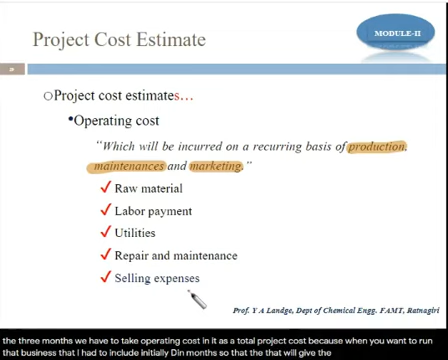 MODULE-II
Project Cost Estimate
Project cost estimates…
Operating cost
"Which will be incurred on a recurring basis of production,
maintenances and marketing."
Raw material
Labor payment
Utilities
Repair and maintenance
Selling expenses
Prof. Y A Landge, Dept of Chemical Engg. FAMT, Ratnagiri
the three months we have to take operating cost in it as a total project cost because when you want to run
that business that I had to include initially Din months so that the that will give the